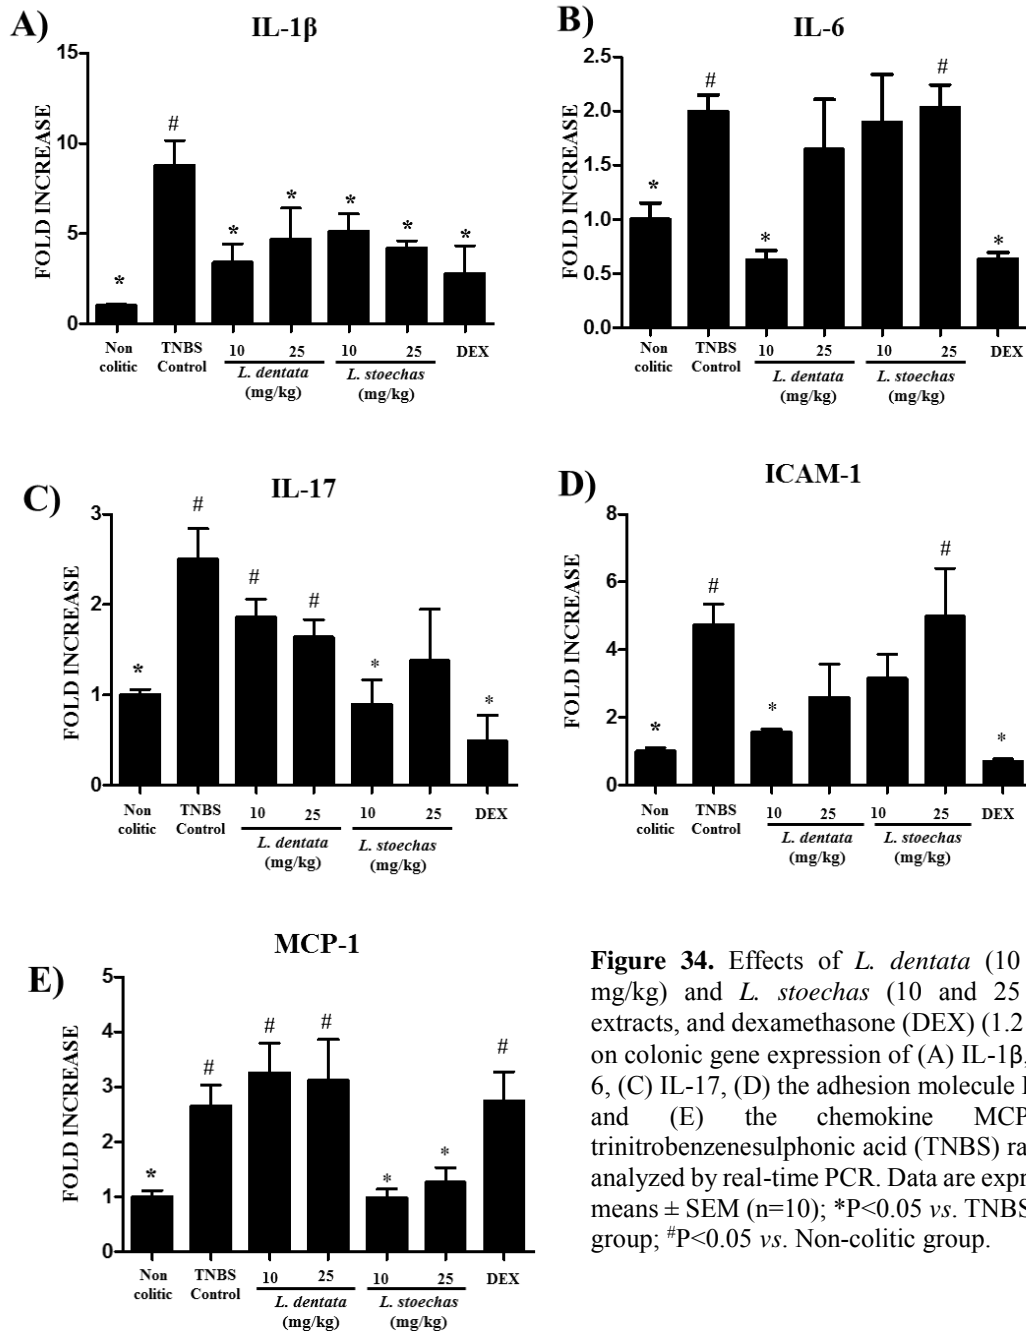 A)
IL-1β
FOLD INCREASE
15
10
5
0
#
*
*
*
*
*
*
Non colitic
TNBS Control
10
25
10
25
DEX
L. dentata
(mg/kg)
L. stoechas
(mg/kg)
B)
IL-6
FOLD INCREASE
2.5
2.0
1.5
1.0
0.5
0.0
*
#
*
#
*
Non colitic
TNBS Control
10
25
10
25
DEX
L. dentata
(mg/kg)
L. stoechas
(mg/kg)
C)
IL-17
FOLD INCREASE
3
2
1
0
*
#
#
#
*
*
Non colitic
TNBS Control
10
25
10
25
DEX
L. dentata
(mg/kg)
L. stoechas
(mg/kg)
D)
ICAM-1
FOLD INCREASE
8
6
4
2
0
*
#
*
#
*
Non colitic
TNBS Control
10
25
10
25
DEX
L. dentata
(mg/kg)
L. stoechas
(mg/kg)
E)
MCP-1
FOLD INCREASE
5
4
3
2
1
0
*
#
#
#
*
*
#
Non colitic
TNBS Control
10
25
10
25
DEX
L. dentata
(mg/kg)
L. stoechas
(mg/kg)
Figure 34. Effects of L. dentata (10
mg/kg) and L. stoechas (10 and 25
extracts, and dexamethasone (DEX) (1.2
on colonic gene expression of (A) IL-1β,
6, (C) IL-17, (D) the adhesion molecule
and (E) the chemokine MCP
trinitrobenzenesulphonic acid (TNBS) ra
analyzed by real-time PCR. Data are expr
means ± SEM (n=10); *P<0.05 vs. TNBS
group; #P<0.05 vs. Non-colitic group.